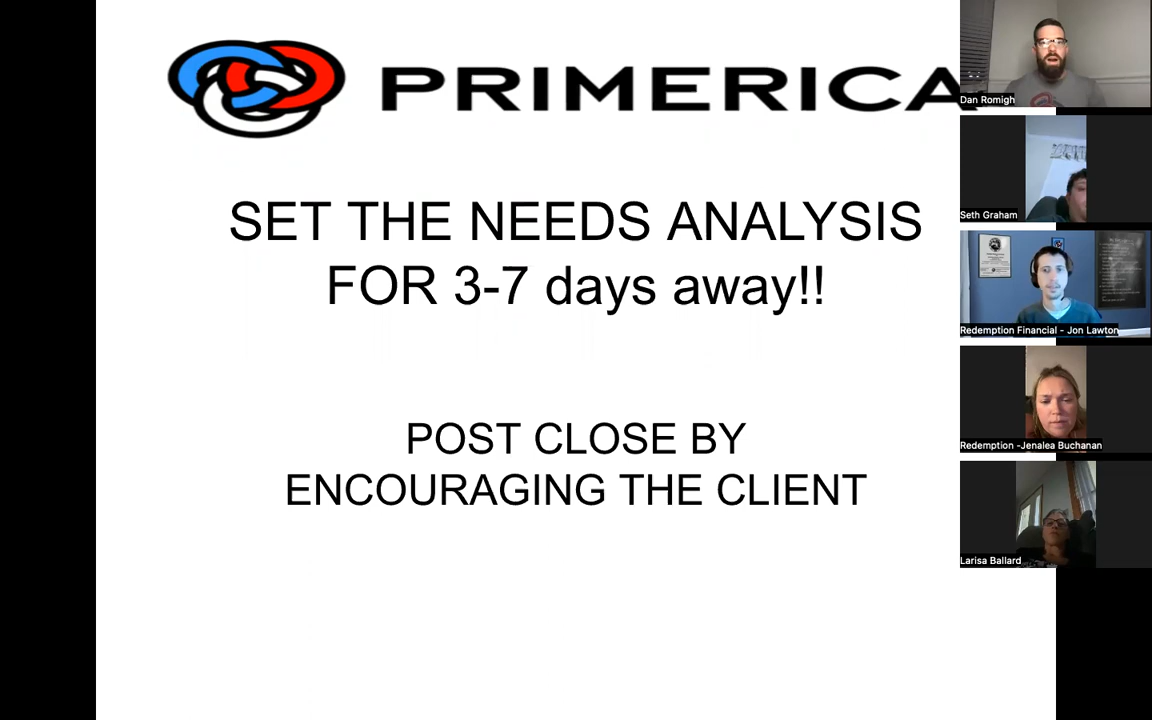 PRIMERICA
SET THE NEEDS ANALYSIS
FOR 3-7 days away!!
POST CLOSE BY
ENCOURAGING THE CLIENT
Dan Romigh
Seth Graham
Redemption Financial - Jon Lawton
Redemption -Jenalea Buchanan
Larisa Ballard